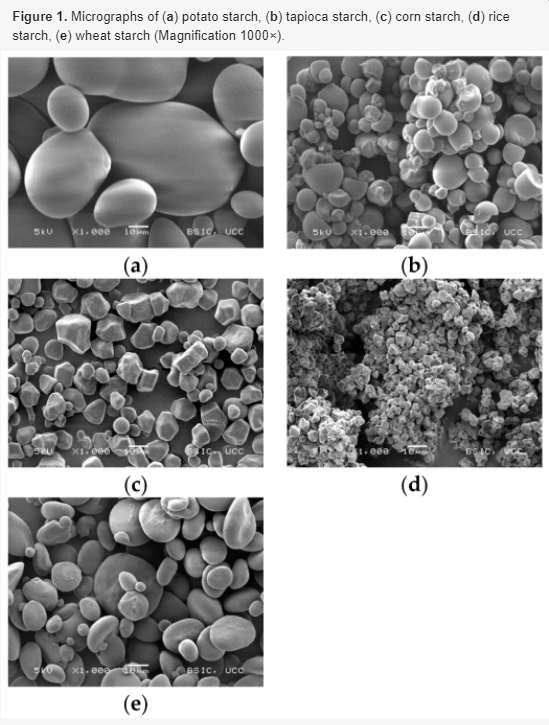 Figure 1. Micrographs of (a) potato starch, (b) tapioca starch, (c) corn starch, (d) rice
starch, (e) wheat starch (Magnification 1000×).
5kV X1,000 10μm BSIC, UCC
(a)
5kV X1,000 10μm BSIC, UCC
(b)
5kV X1,000 10μm BSIC, UCC
(c)
X1,000 10μm BSIC, UCC
(d)
5kV X1,000 10μm BSIC, UCC
(e)